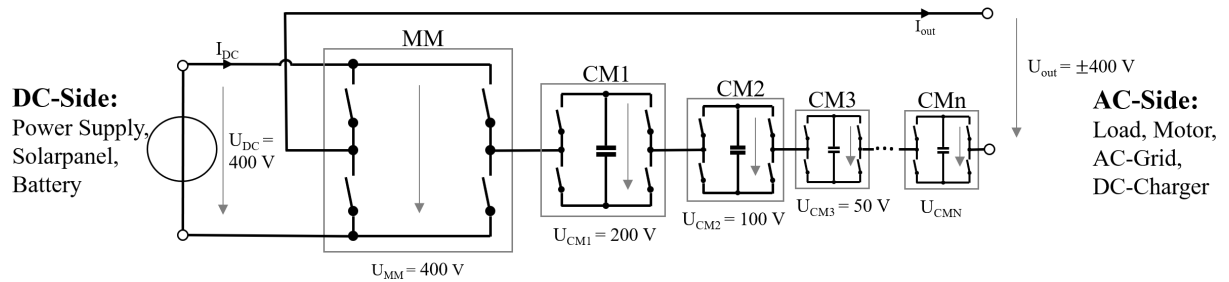 I_out
MM
I_DC
U_out = ±400 V
CM1
CM2
CM3
CMn
DC-Side:
Power Supply,
Solarpanel,
Battery
AC-Side:
Load, Motor,
AC-Grid,
DC-Charger
U_DC =
400 V
U_CM1 = 200 V
U_CM2 = 100 V
U_CM3 = 50 V
U_CMN
U_MM = 400 V